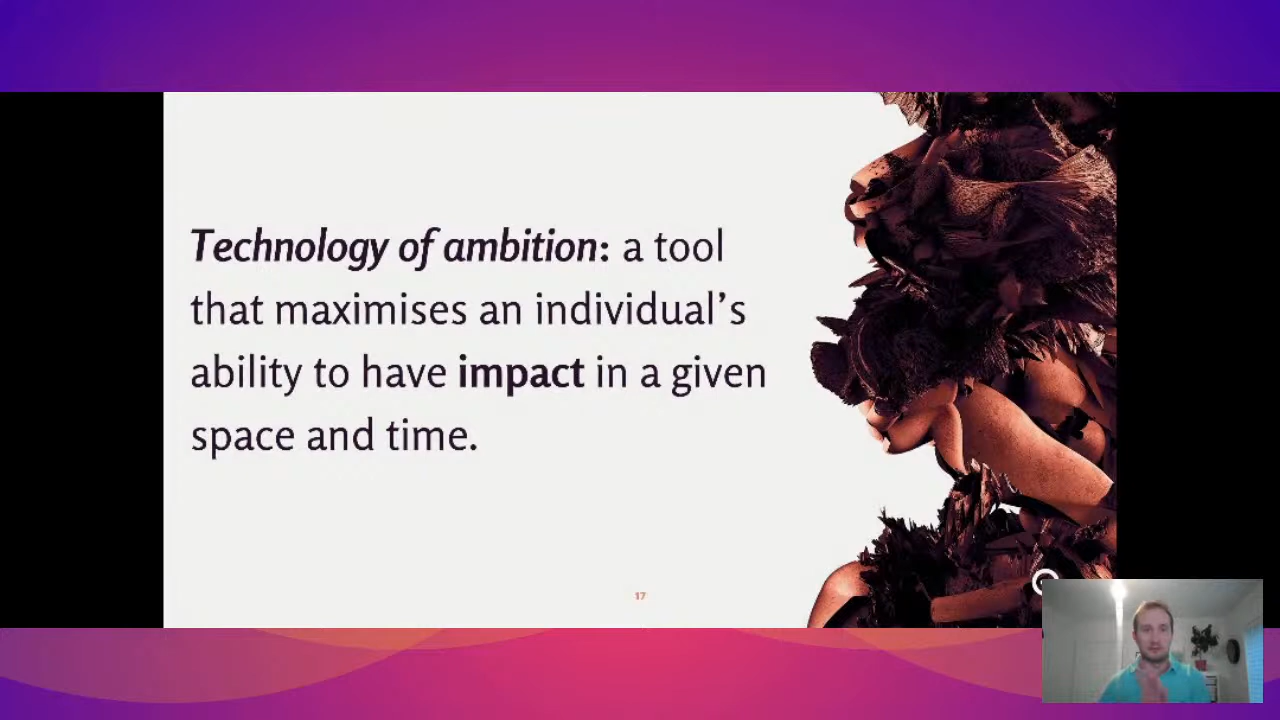 Technology of ambition: a tool
that maximises an individual’s
ability to have impact in a given
space and time.
17